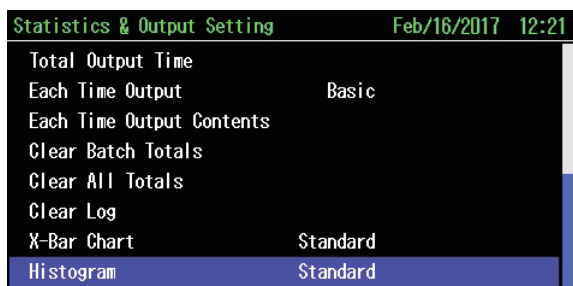 Statistics & Output Setting Feb/16/2017 12:21
Total Output Time
Each Time Output Basic
Each Time Output Contents
Clear Batch Totals
Clear All Totals
Clear Log
X-Bar Chart Standard
Histogram Standard